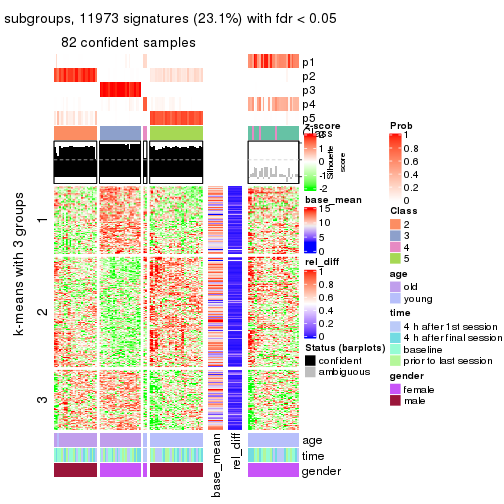 subgroups, 11973 signatures (23.1%) with fdr < 0.05
82 confident samples
p1
p2
p3
p4
p5
Class
z-score
2
0
-2
Silhouette score
base_mean
15
10
5
0
rel_diff
1
0.8
0.6
0.4
0.2
0
Status (barplots)
confident
ambiguous
Prob
1
0.8
0.6
0.4
0.2
0
Class
2
3
4
5
age
old
young
time
4 h after 1st session
4 h after final session
baseline
prior to last session
gender
female
male
k-means with 3 groups
1
2
3
age
time
gender
base_mean
rel_diff